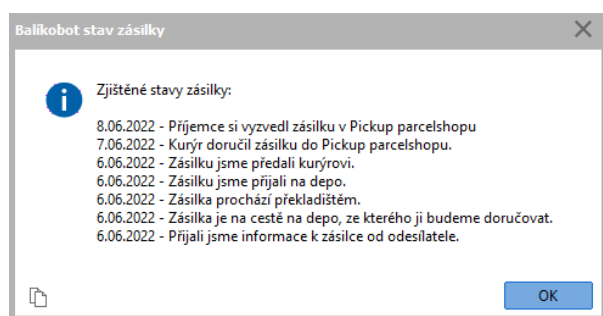 Balíkobot stav zásilky
Zjištěné stavy zásilky:
8.06.2022 - Příjemce si vyzvedl zásilku v Pickup parcelshopu
7.06.2022 - Kurýr doručil zásilku do Pickup parcelshopu.
6.06.2022 - Zásilku jsme předali kurýrovi.
6.06.2022 - Zásilku jsme přijali na depo.
6.06.2022 - Zásilka prochází překladištěm.
6.06.2022 - Zásilka je na cestě na depo, ze kterého ji budeme doručovat.
6.06.2022 - Přijali jsme informace k zásilce od odesílatele.
OK